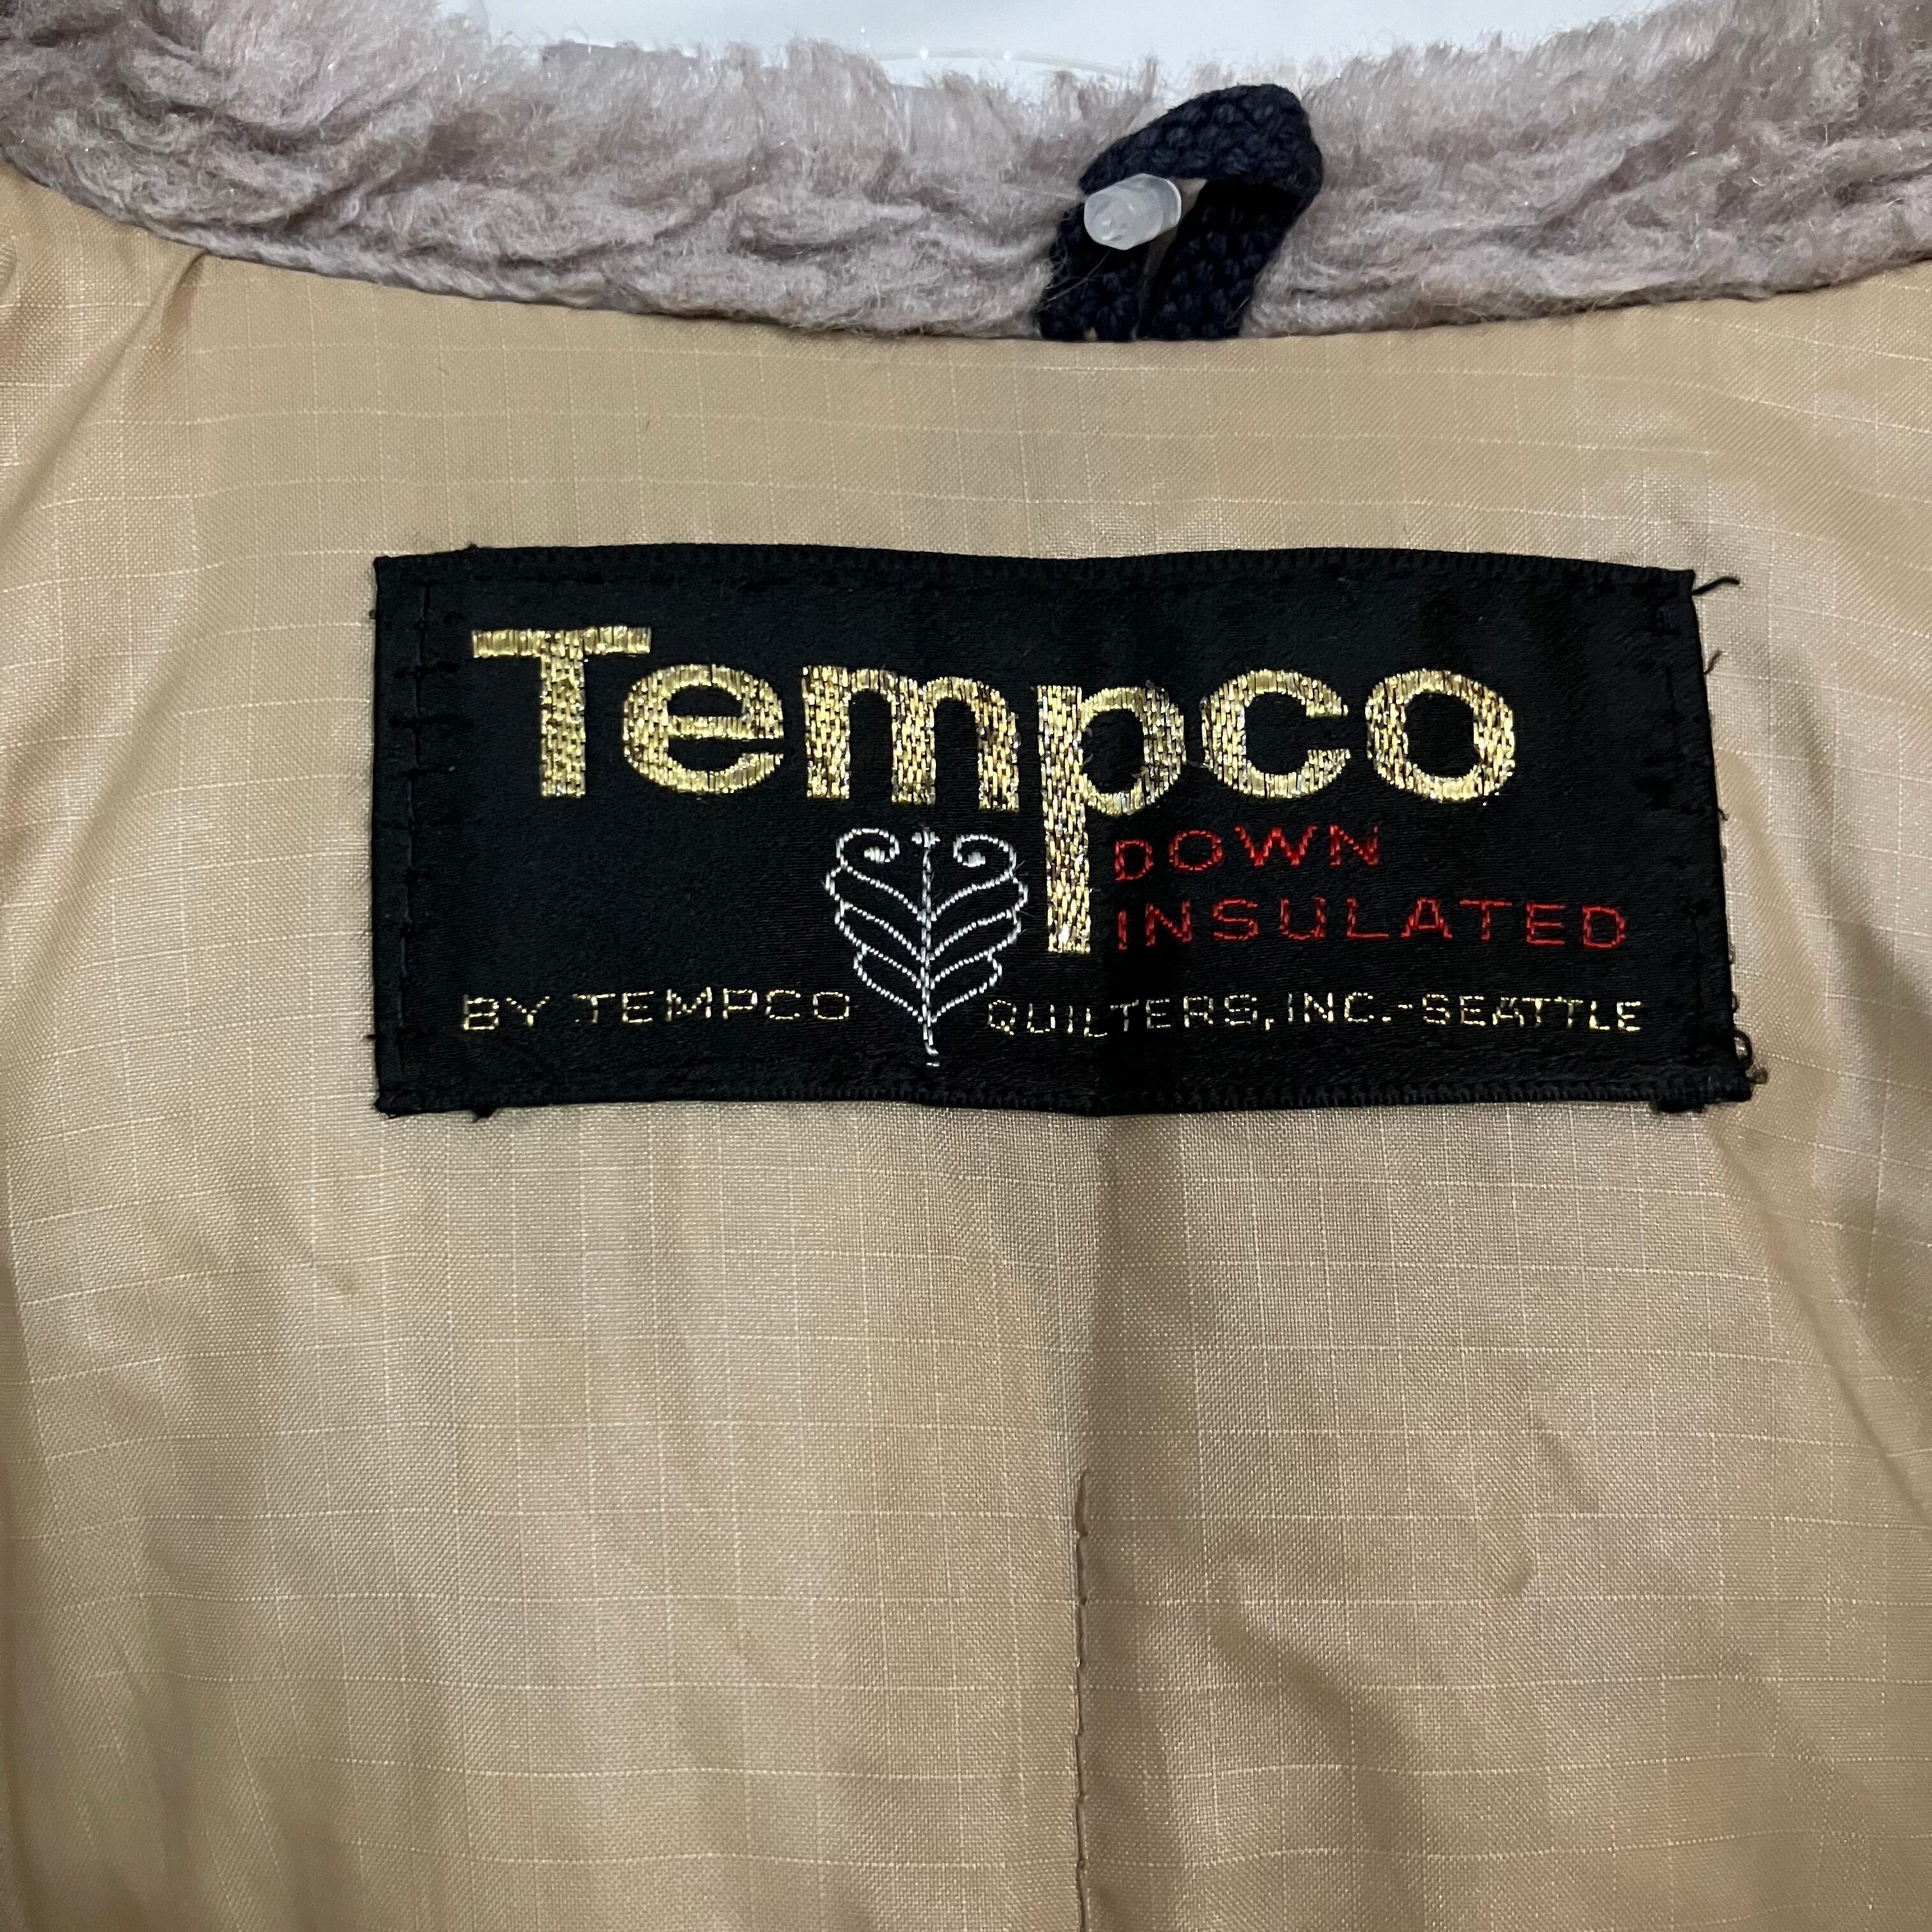 Tempco
DOWN
INSULATED
BY TEMPCO QUILTERS, INC.-SEATTLE